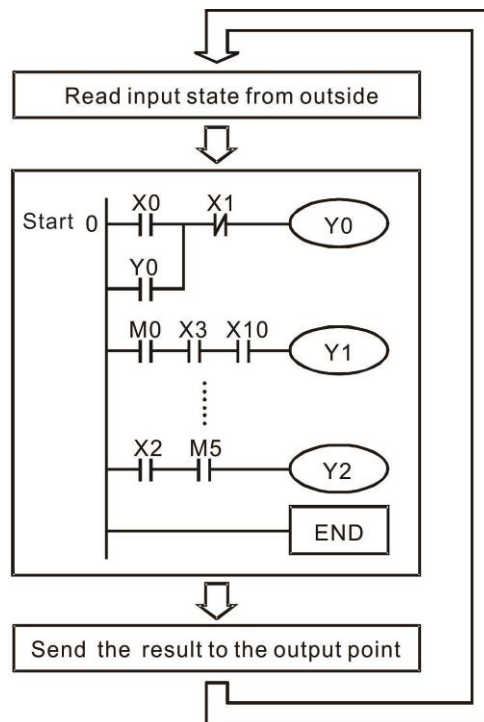 Read input state from outside
X0 X1
Start 0 Y0
Y0
M0 X3 X10
Y1
X2 M5
Y2
END
Send the result to the output point